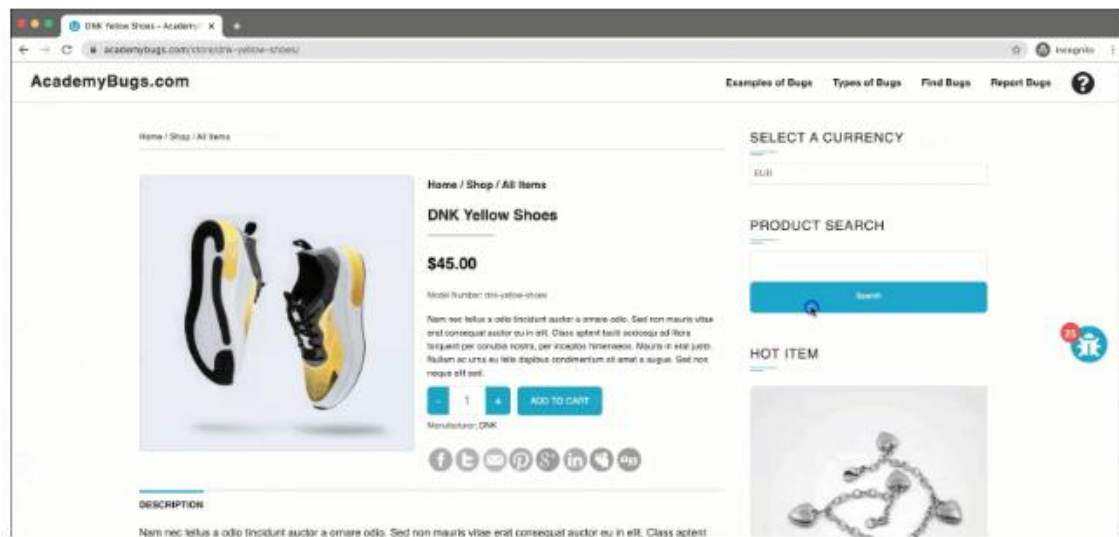 DNK Yellow Shoes - Academy
academybugs.com/store/dnk-yellow-shoes/
Incognito
AcademyBugs.com
Examples of Bugs
Types of Bugs
Find Bugs
Report Bugs
?
Home / Shop / All Items
SELECT A CURRENCY
EUR
Home / Shop / All Items
DNK Yellow Shoes
$45.00
PRODUCT SEARCH
Search
Model Number: dnk-yellow-shoes
Nam nec tellus a odio tincidunt auctor a ornare odio. Sed non mauris vitae
erat consequat auctor eu in elit. Class aptent taciti sociosqu ad litora
torquent per conubia nostra, per inceptos himenaeos. Mauris in erat justo.
Nullam ac urna eu felis dapibus condimentum sit amet a augue. Sed non
neque elit sed.
25
HOT ITEM
- 1 +
ADD TO CART
Manufacturer: DNK
DESCRIPTION
Nam nec tellus a odio tincidunt auctor a ornare odio. Sed non mauris vitae erat consequat auctor eu in elit. Class aptent